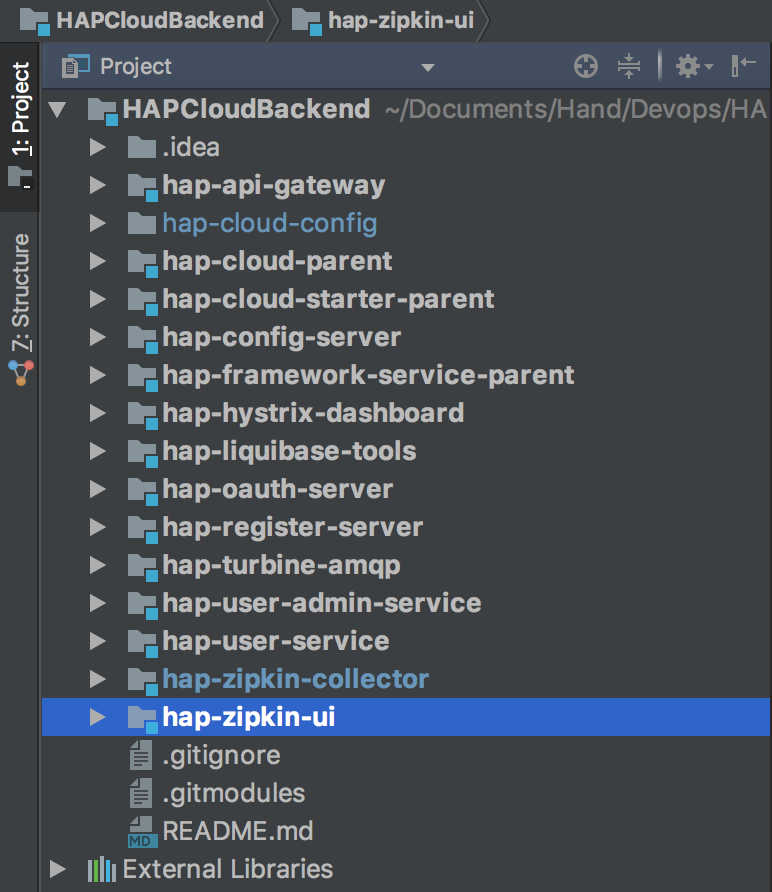 HAPCloudBackend hap-zipkin-ui
1: Project
7: Structure
Project
HAPCloudBackend ~/Documents/Hand/Devops/HA
.idea
hap-api-gateway
hap-cloud-config
hap-cloud-parent
hap-cloud-starter-parent
hap-config-server
hap-framework-service-parent
hap-hystrix-dashboard
hap-liquibase-tools
hap-oauth-server
hap-register-server
hap-turbine-amqp
hap-user-admin-service
hap-user-service
hap-zipkin-collector
hap-zipkin-ui
.gitignore
.gitmodules
MD README.md
External Libraries